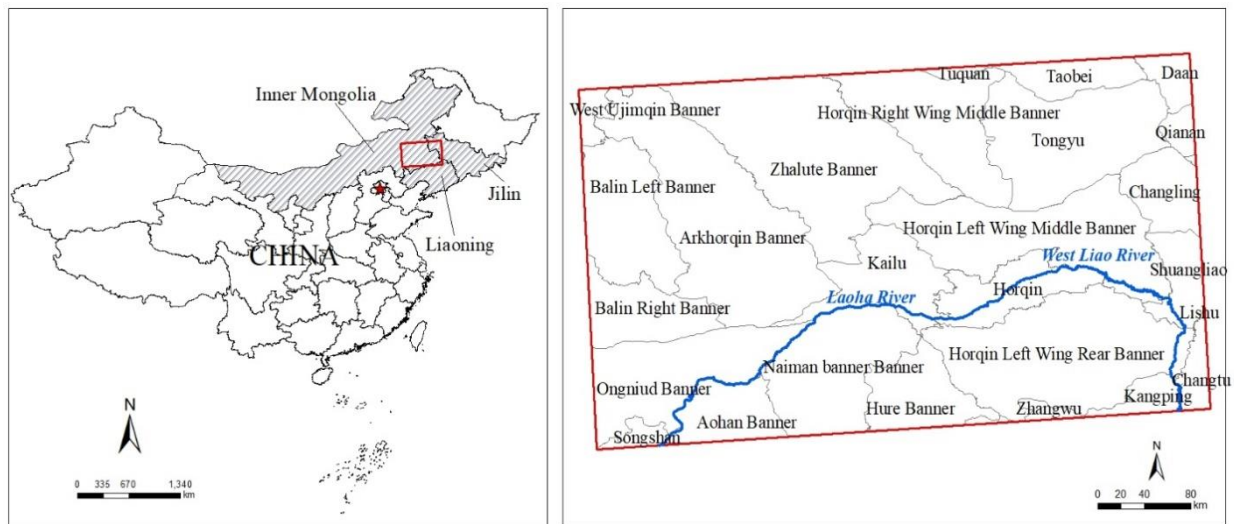 Inner Mongolia
Jilin
Liaoning
CHINA
N
0 335 670 1,340
km
Tuquan
Taobei
Daan
West Ujimqin Banner
Horqin Right Wing Middle Banner
Qianan
Tongyu
Zhalute Banner
Balin Left Banner
Changling
Horqin Left Wing Middle Banner
Arkhorqin Banner
West Liao River
Kailu
Shuangliao
Horqin
Laoha River
Balin Right Banner
Lishu
Horqin Left Wing Rear Banner
Naiman banner Banner
Changtu
Ongniud Banner
Kangping
Hure Banner
Zhangwu
Aohan Banner
Songshan
N
0 20 40 80
km